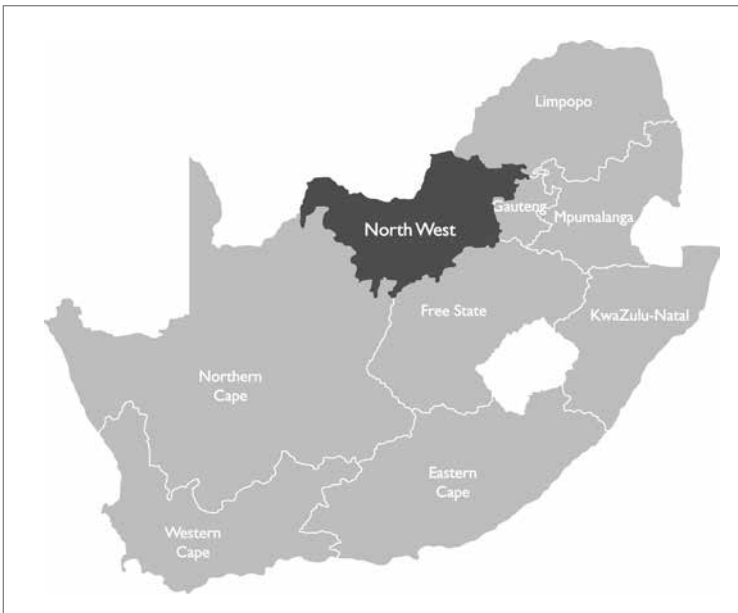 Limpopo
Gauteng
Mpumalanga
North West
Free State
KwaZulu-Natal
Northern
Cape
Eastern
Cape
Western
Cape